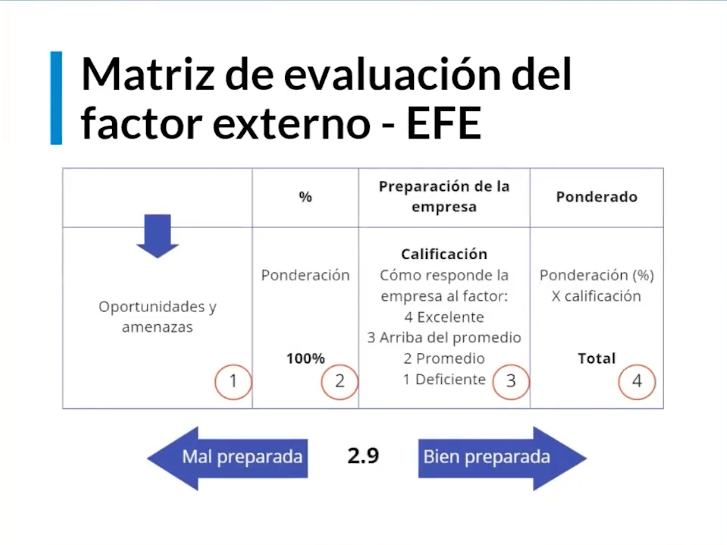 Matriz de evaluación del
factor externo - EFE
%
Preparación de la
empresa
Ponderado
Oportunidades y
amenazas
1
Ponderación
100%
2
Calificación
Cómo responde la
empresa al factor:
4 Excelente
3 Arriba del promedio
2 Promedio
1 Deficiente
3
Ponderación (%)
X calificación
Total
4
Mal preparada
2.9
Bien preparada